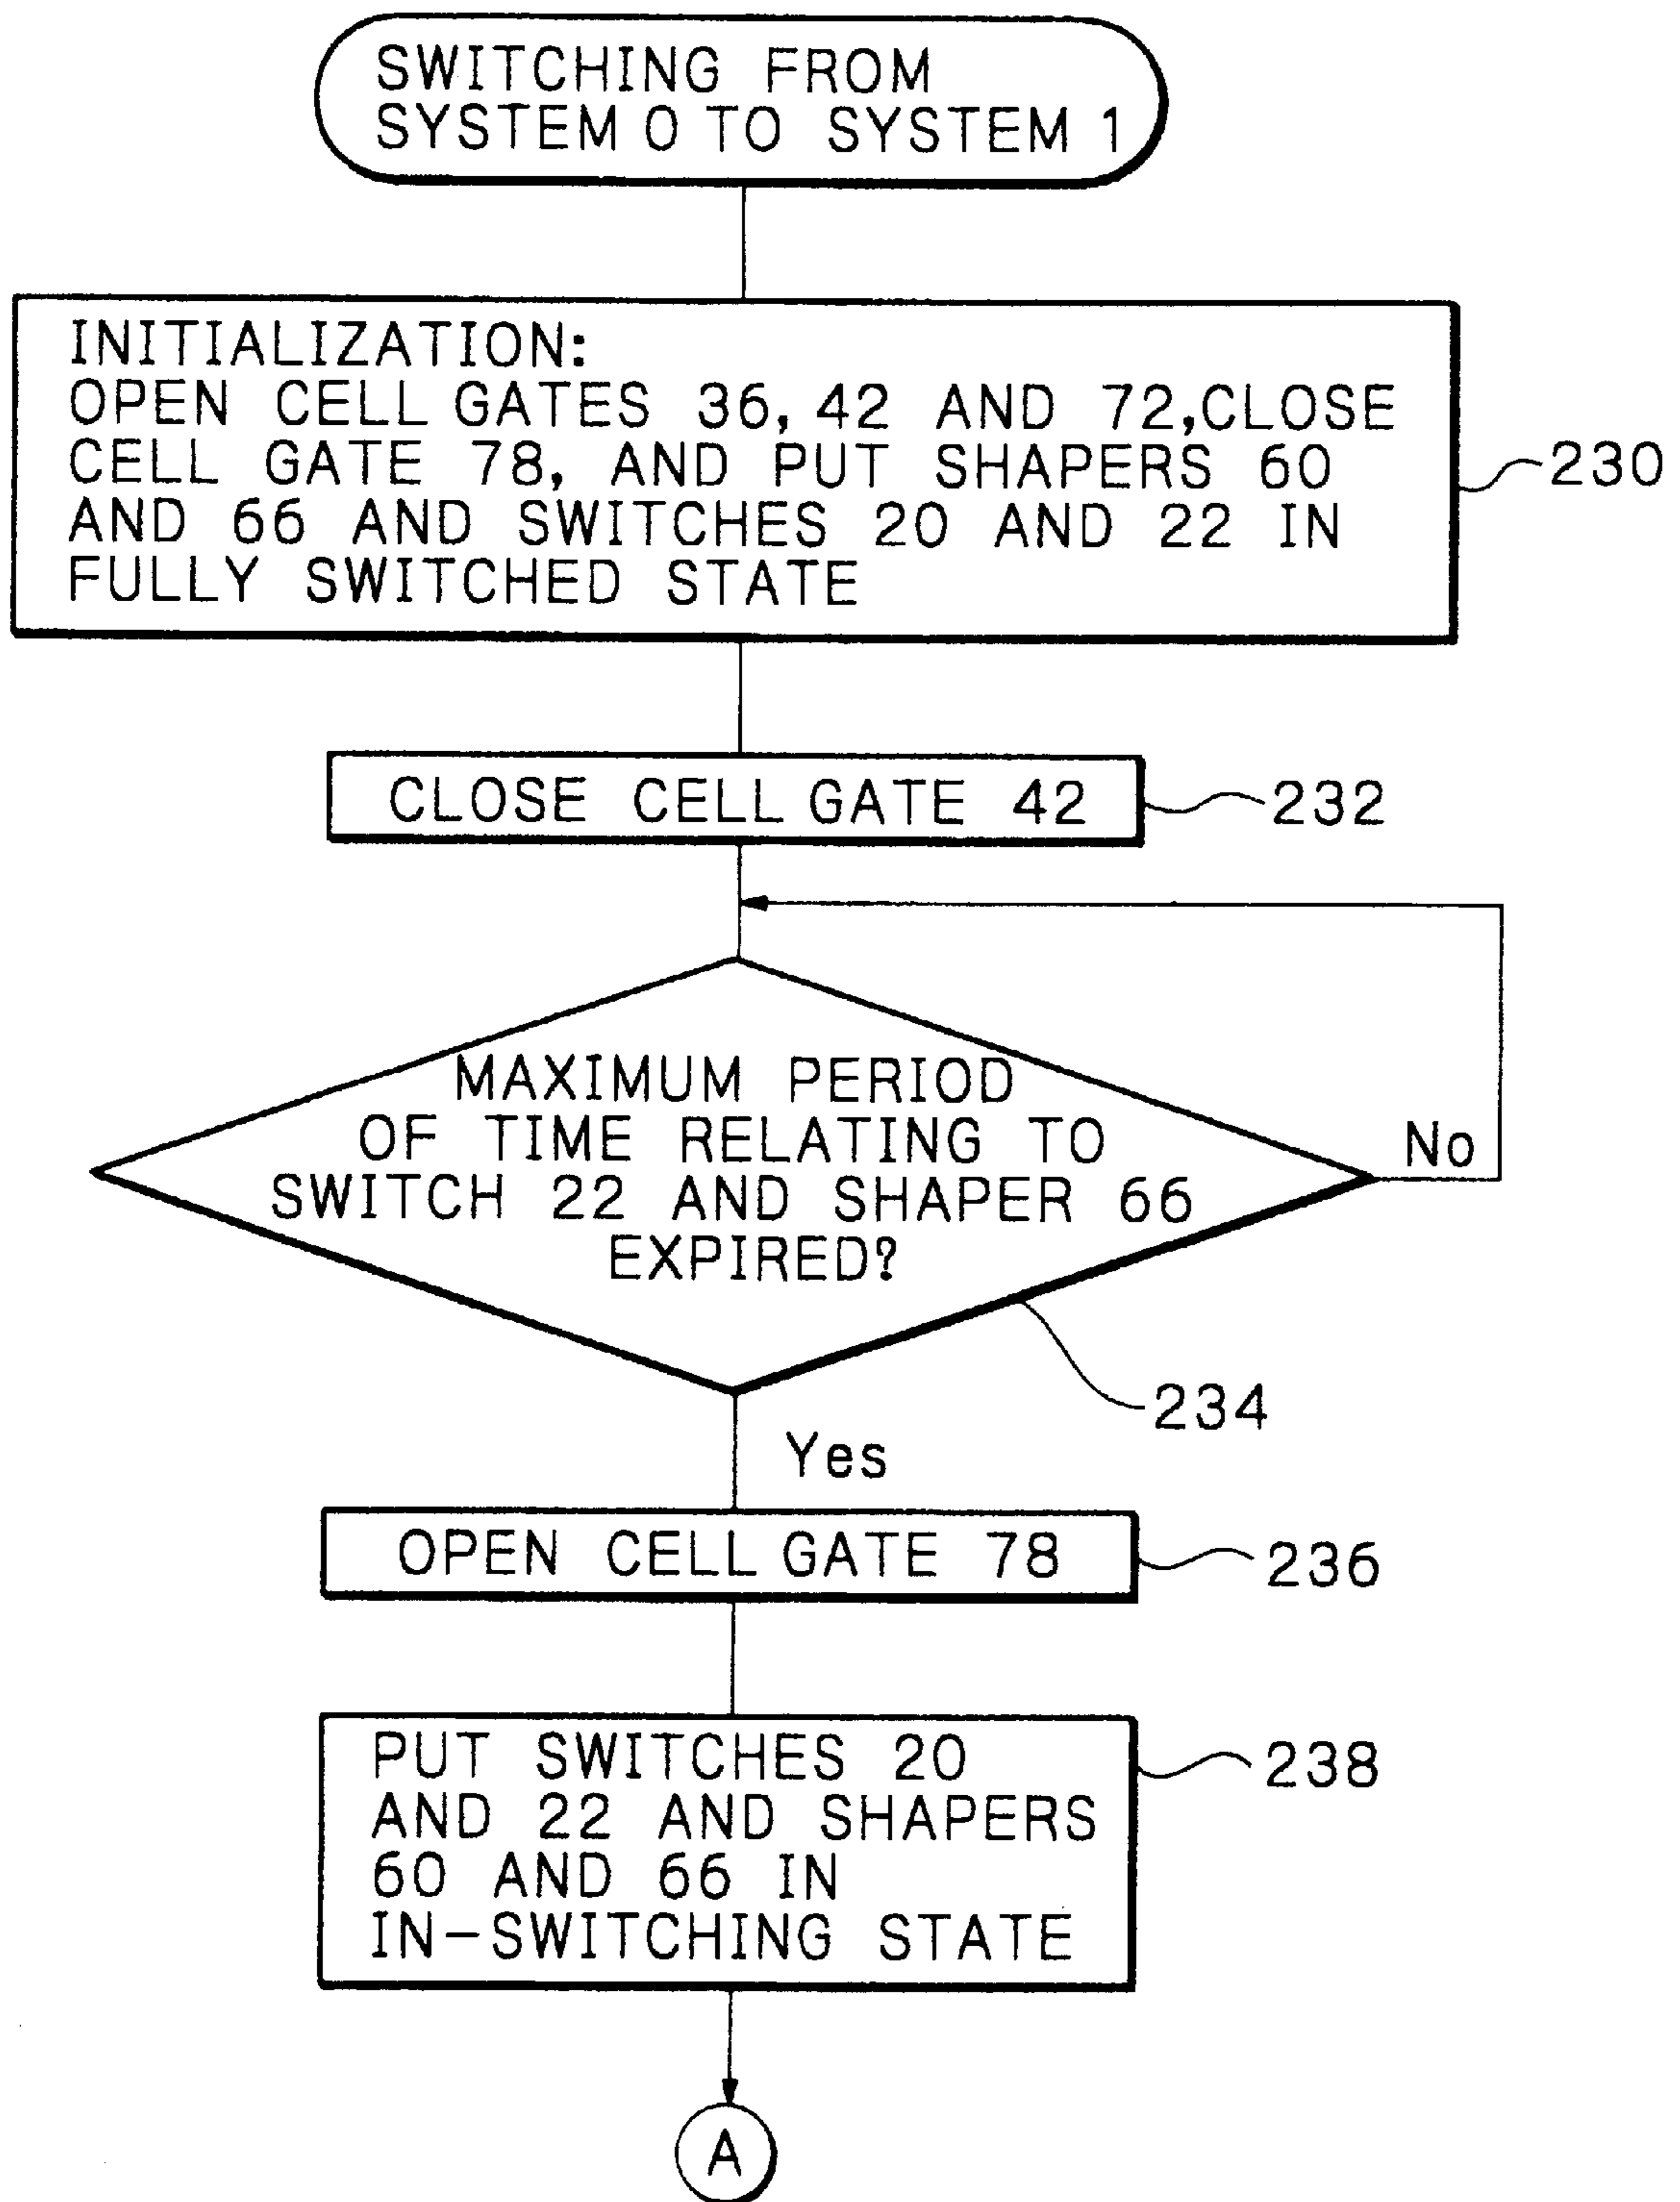 SWITCHING FROM
SYSTEM 0 TO SYSTEM 1
INITIALIZATION:
OPEN CELL GATES 36, 42 AND 72, CLOSE
CELL GATE 78, AND PUT SHAPERS 60
AND 66 AND SWITCHES 20 AND 22 IN
FULLY SWITCHED STATE
230
CLOSE CELL GATE 42
232
MAXIMUM PERIOD
OF TIME RELATING TO
SWITCH 22 AND SHAPER 66
EXPIRED?
No
234
Yes
OPEN CELL GATE 78
236
PUT SWITCHES 20
AND 22 AND SHAPERS
60 AND 66 IN
IN-SWITCHING STATE
238
A